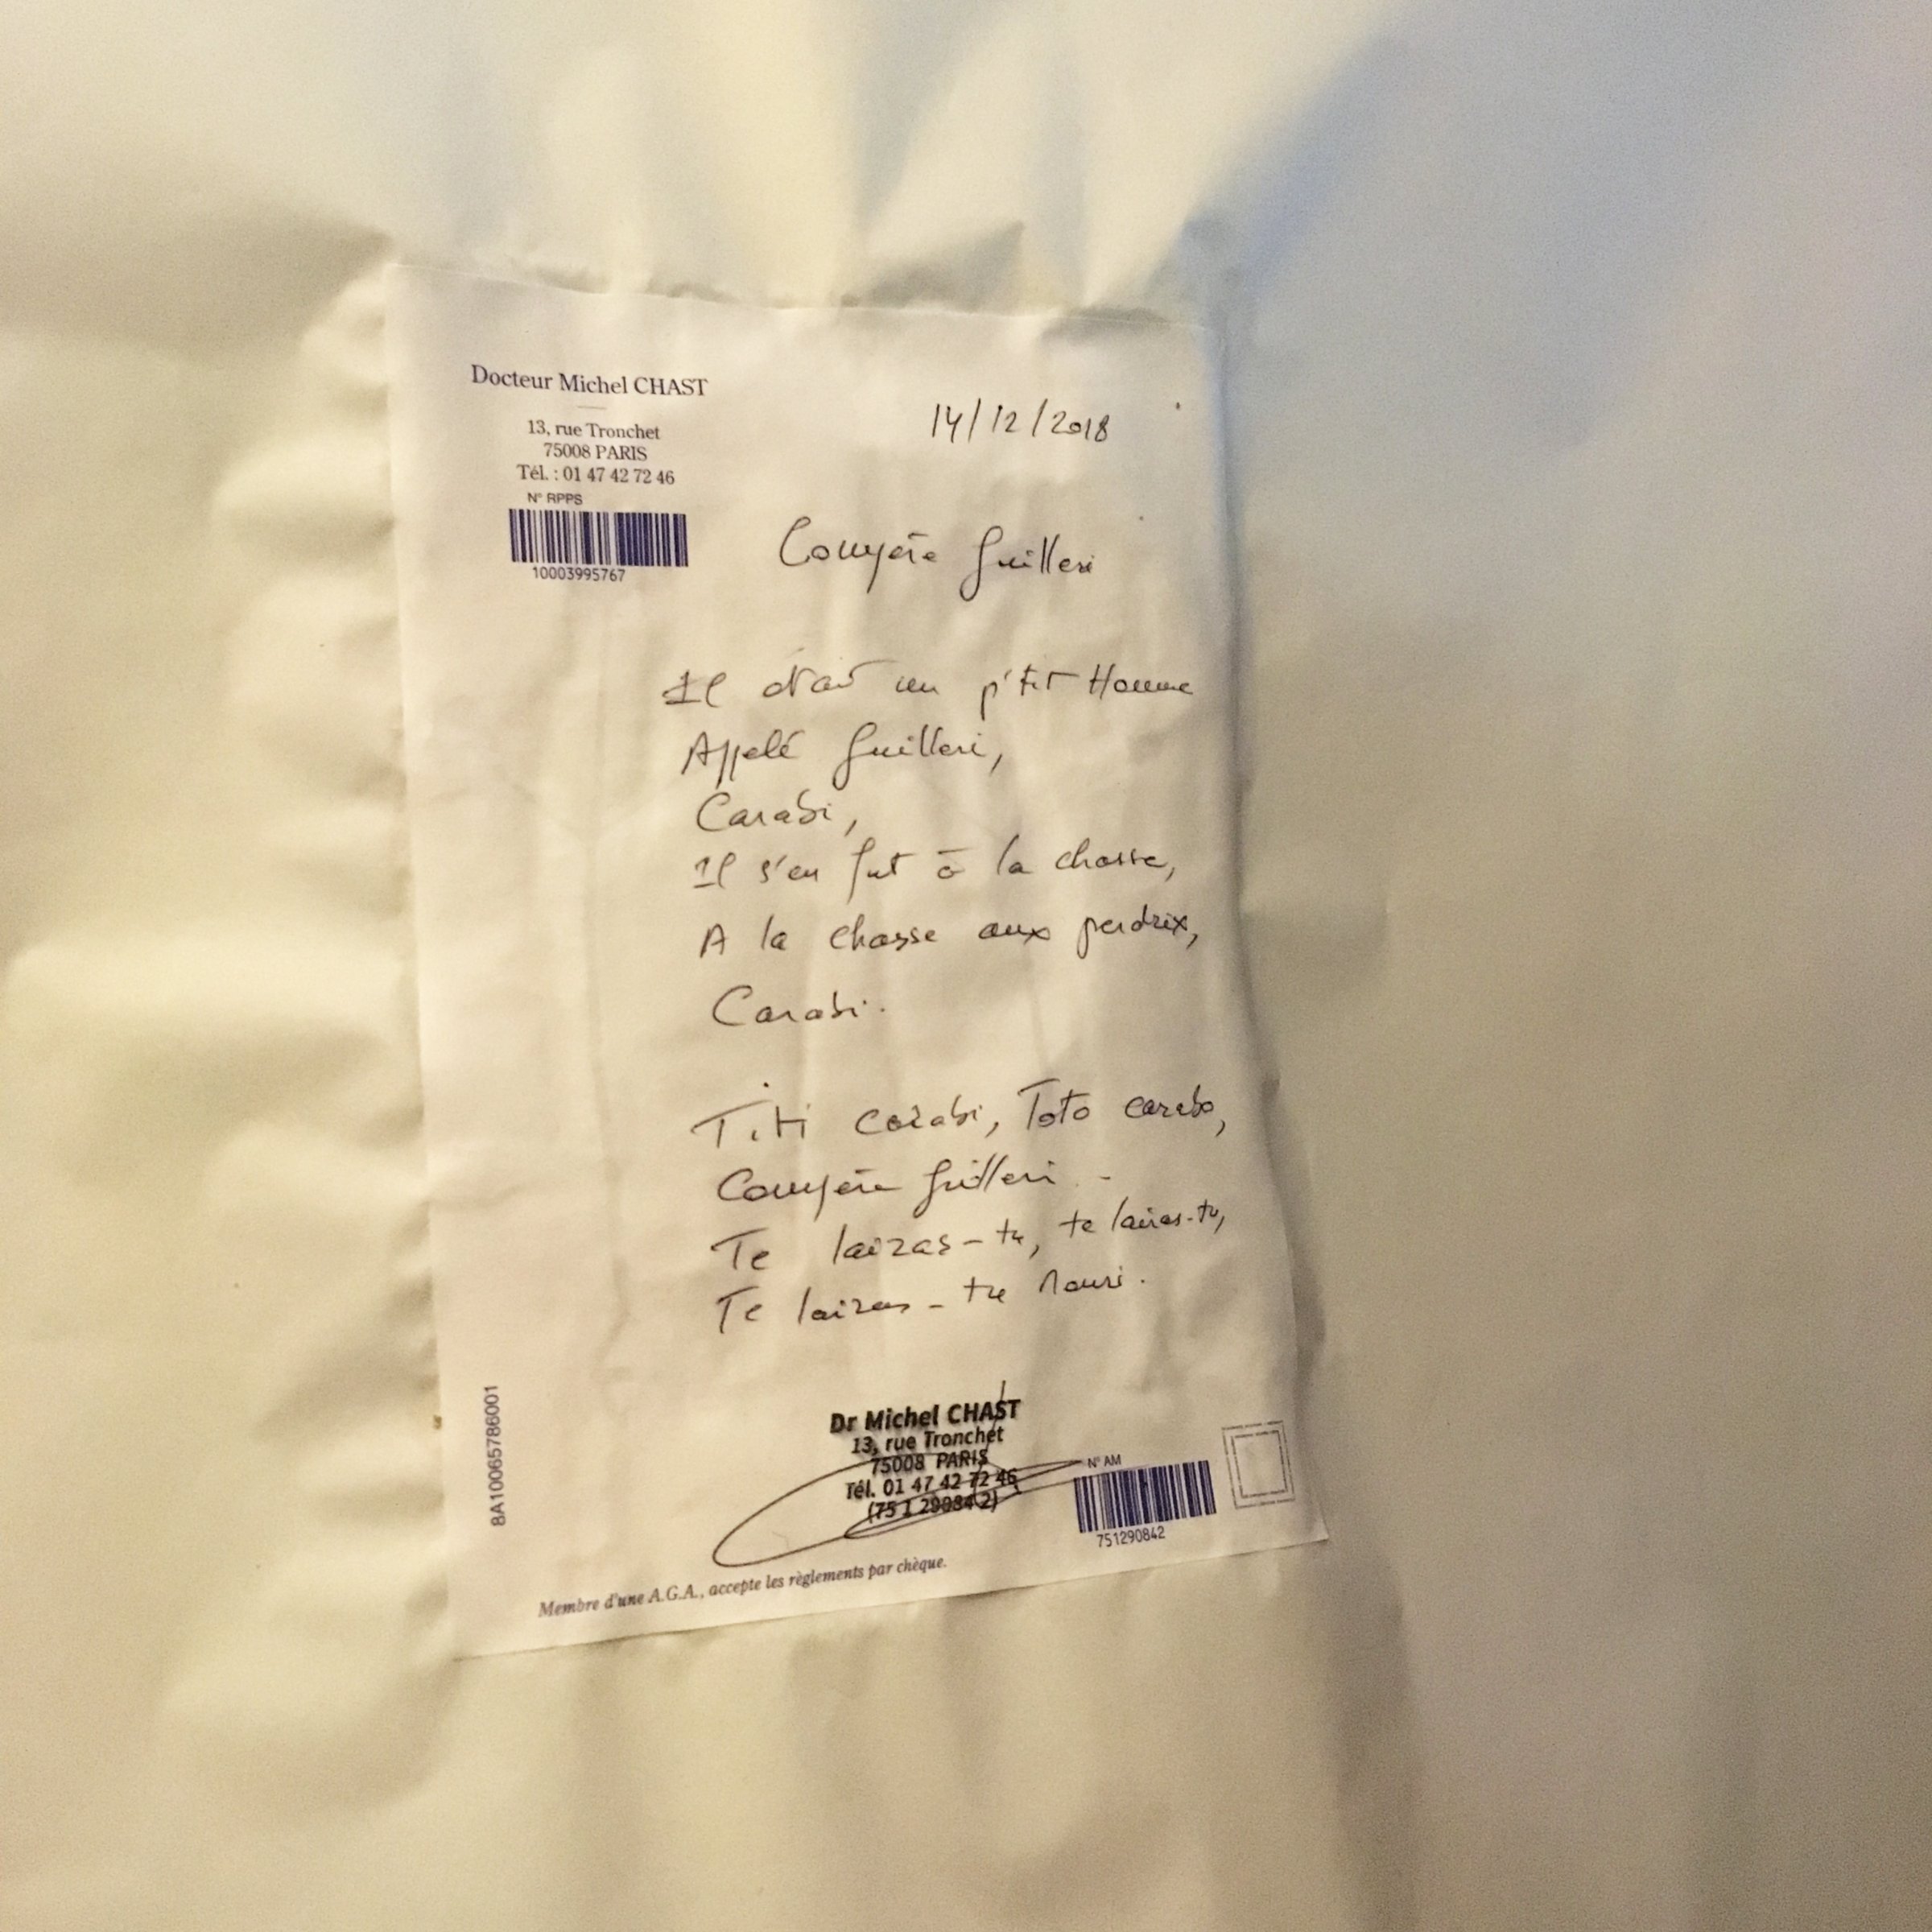 Docteur Michel CHAST
13, rue Tronchet
75008 PARIS
Tél. : 01 47 42 72 46
N° RPPS
10003995767
14/12/2018
Compère Guilleri
Il était un p'tit Homme
Appelé Guilleri,
Carabi,
Il s'en fut à la chasse,
A la chasse aux perdrix,
Carabi.
Titi carabi, Toto carabo,
Compère Guilleri -
Te lairas-tu, te lairas-tu,
Te lairas-tu mouri.
8A10065786001
Dr Michel CHAST
13, rue Tronchet
75008 PARIS
Tél. 01 47 42 72 46
(75 1 29084 2)
N° AM
751290842
Membre d'une A.G.A., accepte les règlements par chèque.